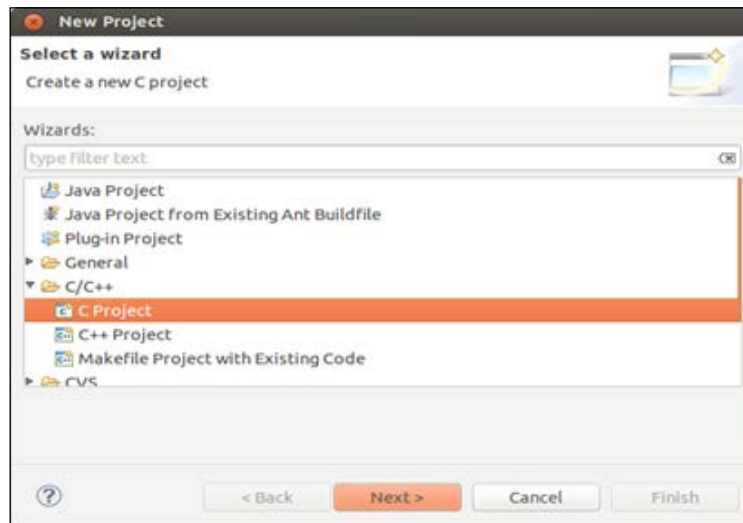 New Project
Select a wizard
Create a new C project
Wizards:
type filter text
Java Project
Java Project from Existing Ant Buildfile
Plug-in Project
General
C/C++
C Project
C++ Project
Makefile Project with Existing Code
CVS
?
< Back Next > Cancel Finish